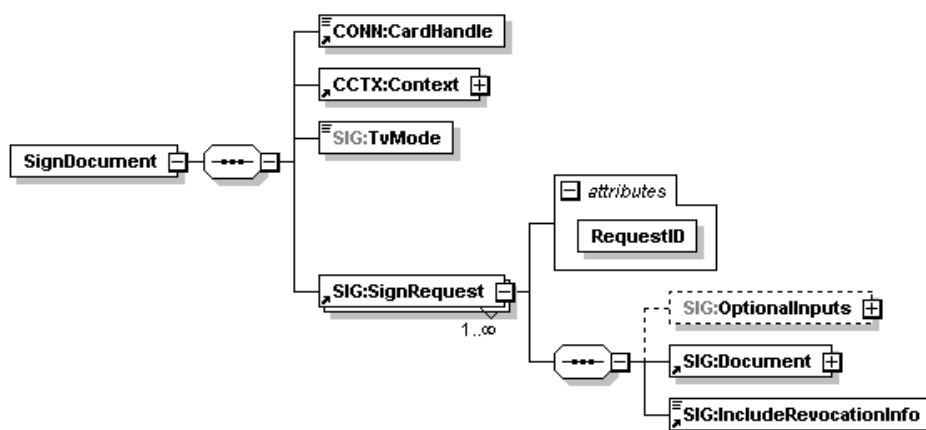 CONN:CardHandle
CCTX:Context
SIG:TvMode
SignDocument
attributes
RequestID
SIG:SignRequest
1..∞
SIG:OptionalInputs
SIG:Document
SIG:IncludeRevocationInfo